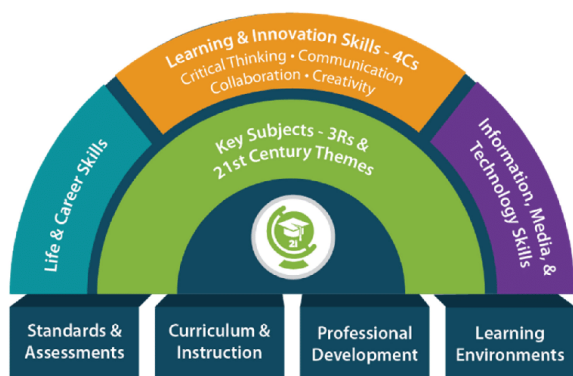 Learning & Innovation Skills - 4Cs
Critical Thinking • Communication
Collaboration • Creativity
Life & Career Skills
Key Subjects - 3Rs &
21st Century Themes
Information, Media, &
Technology Skills
21
Standards &
Assessments
Curriculum &
Instruction
Professional
Development
Learning
Environments